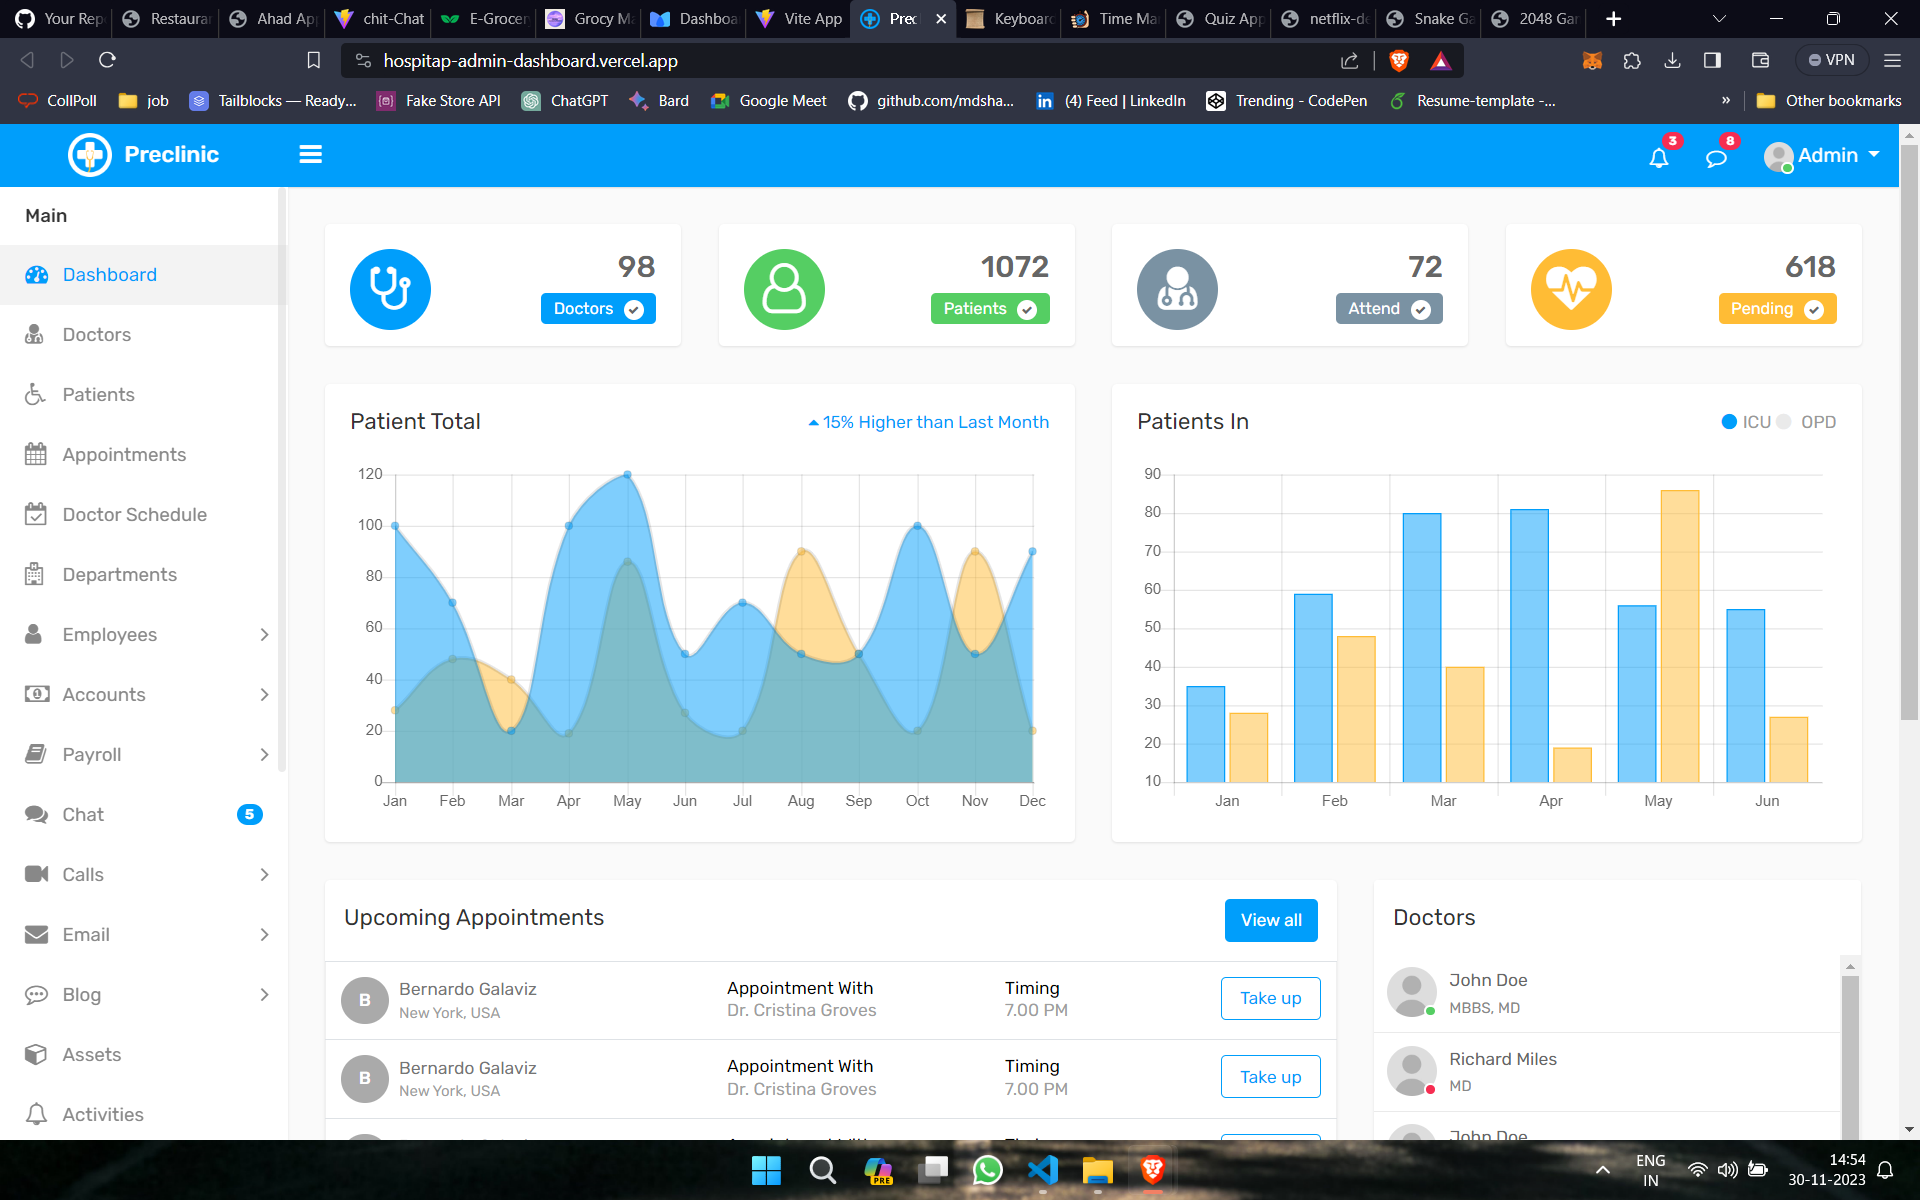 Your Rep
Restaura
Ahad Ap
chit-Chat
E-Grocer
Grocy M
Dashboa
Vite App
Prec
Keyboar
Time Ma
Quiz App
netflix-de
Snake Ga
2048 Gar
hospitap-admin-dashboard.vercel.app
VPN
CollPoll
job
Tailblocks — Ready...
Fake Store API
ChatGPT
Bard
Google Meet
github.com/mdsha...
(4) Feed | LinkedIn
Trending - CodePen
Resume-template -...
»
Other bookmarks
Preclinic
3
8
Admin
Main
Dashboard
Doctors
Patients
Appointments
Doctor Schedule
Departments
Employees
Accounts
Payroll
Chat
5
Calls
Email
Blog
Assets
Activities
98
Doctors
1072
Patients
72
Attend
618
Pending
Patient Total
15% Higher than Last Month
120
100
80
60
40
20
0
Jan Feb Mar Apr May Jun Jul Aug Sep Oct Nov Dec
Patients In
ICU OPD
90
80
70
60
50
40
30
20
10
Jan Feb Mar Apr May Jun
Upcoming Appointments
View all
B
Bernardo Galaviz
New York, USA
Appointment With
Dr. Cristina Groves
Timing
7.00 PM
Take up
B
Bernardo Galaviz
New York, USA
Appointment With
Dr. Cristina Groves
Timing
7.00 PM
Take up
Doctors
John Doe
MBBS, MD
Richard Miles
MD
John Doe
PRE
ENG
IN
14:54
30-11-2023